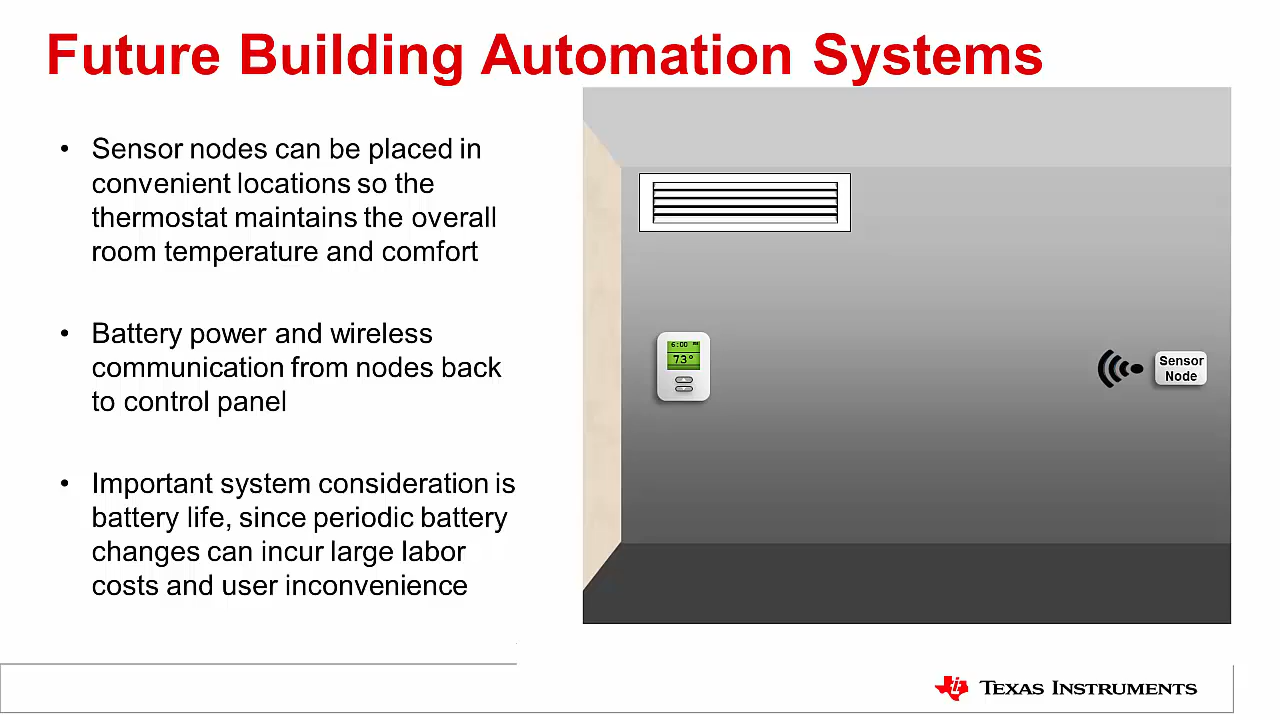 Future Building Automation Systems
• Sensor nodes can be placed in
convenient locations so the
thermostat maintains the overall
room temperature and comfort
• Battery power and wireless
communication from nodes back
to control panel
• Important system consideration is
battery life, since periodic battery
changes can incur large labor
costs and user inconvenience
6:00
73°
Sensor
Node
TEXAS INSTRUMENTS